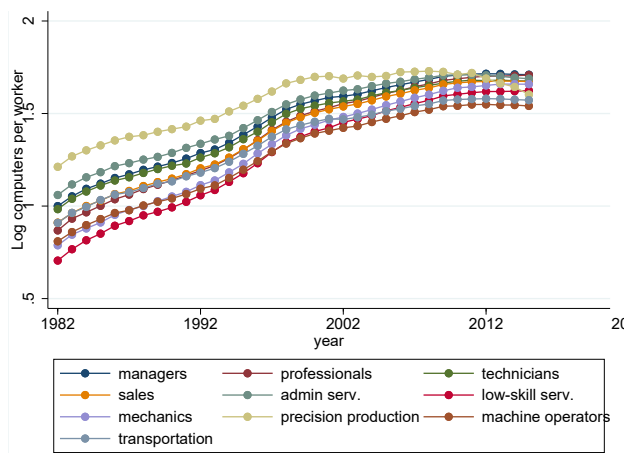 2
1.5
1
.5
Log computers per worker
1982
1992
2002
2012
20
year
managers
professionals
technicians
sales
admin serv.
low-skill serv.
mechanics
precision production
machine operators
transportation